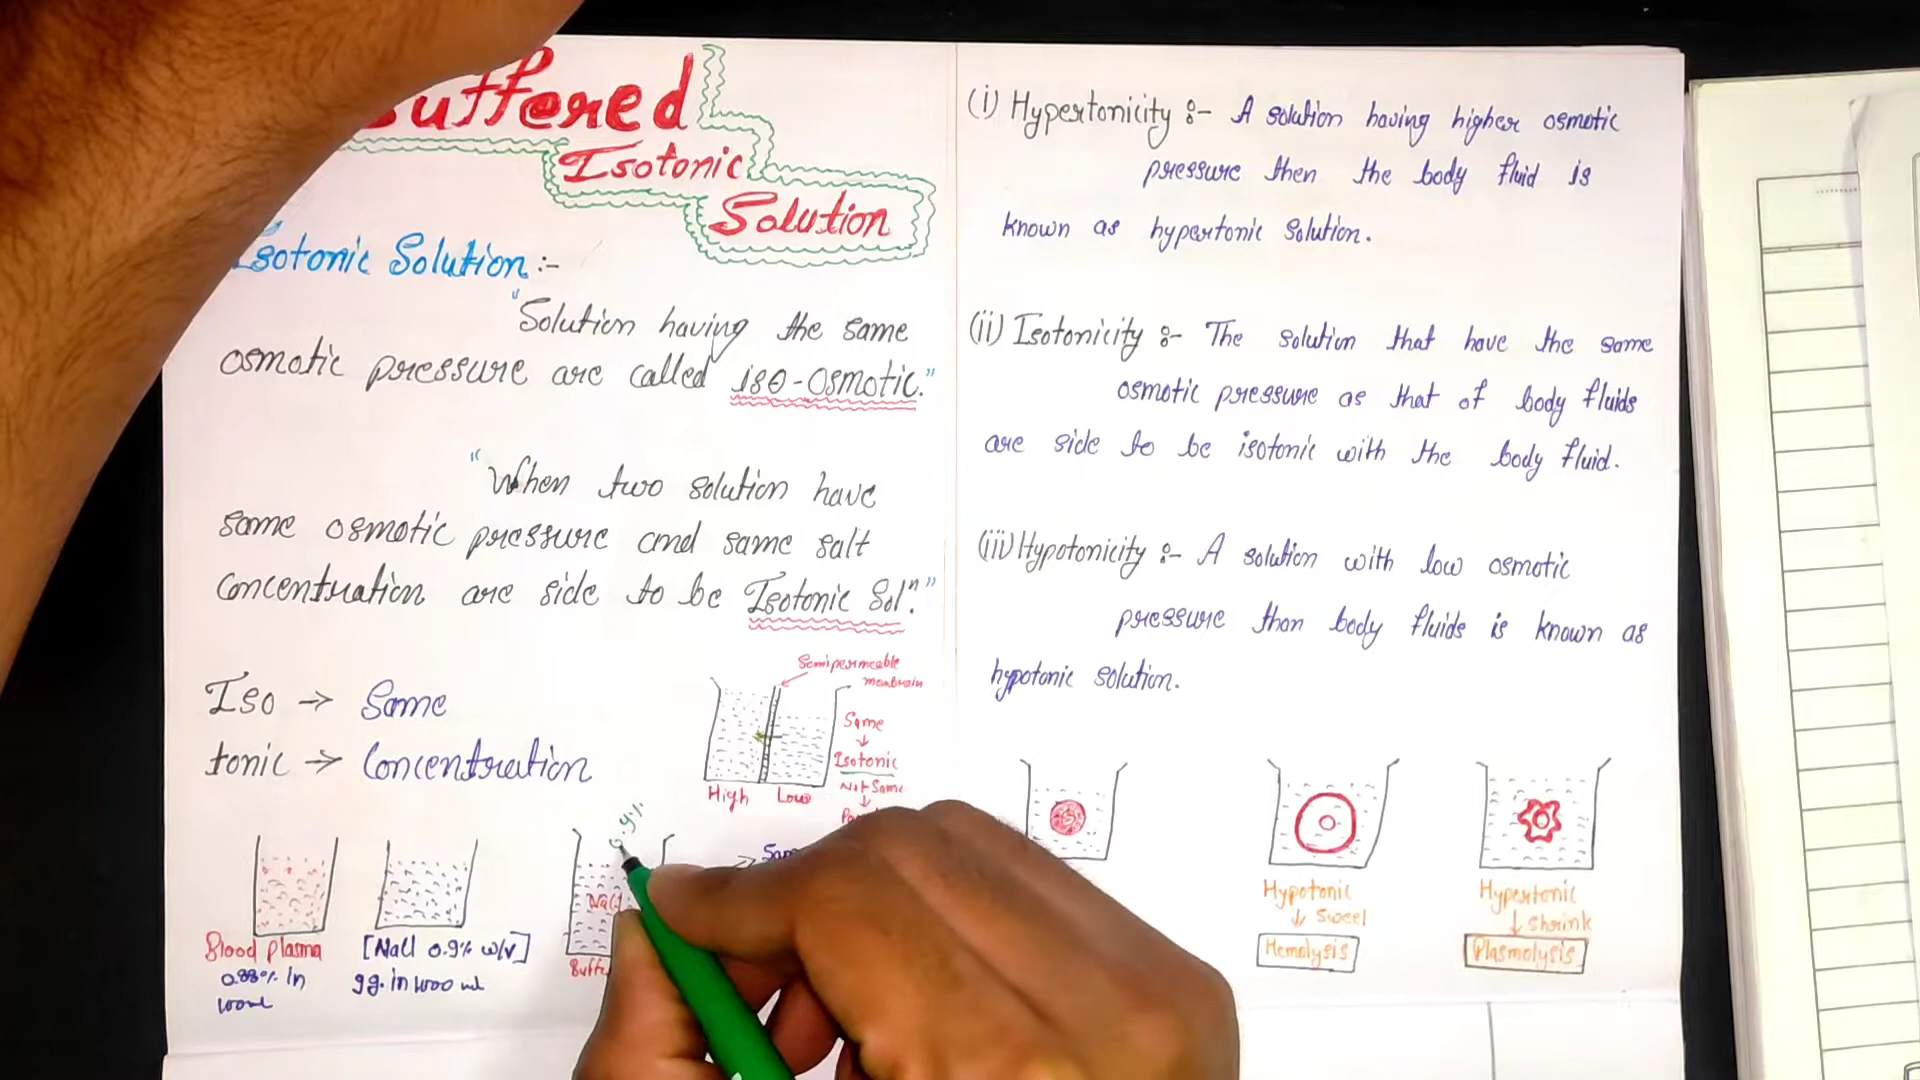 Buffered
Isotonic
Solution
Isotonic Solution :-
"Solution having the same
osmotic pressure are called iso-osmotic."
"When two solution have
same osmotic pressure and same salt
concentration are side to be Isotonic Solⁿ."
Iso → Same
tonic → Concentration
Semipermeable
membrain
Same
↓
Isotonic
Not Same
↓
High Low
0.9%
NaCl
Blood plasma
0.88% in
100ml
[NaCl 0.9% w/v]
9g. in 1000 ml
(i) Hypertonicity :- A solution having higher osmotic
pressure then the body fluid is
known as hypertonic solution.
(ii) Isotonicity :- The solution that have the same
osmotic pressure as that of body fluids
are side to be isotonic with the body fluid.
(iii) Hypotonicity :- A solution with low osmotic
pressure than body fluids is known as
hypotonic solution.
Hypotonic
↓ Sweel
Hemolysis
Hypertonic
↓ Shrink
Plasmolysis